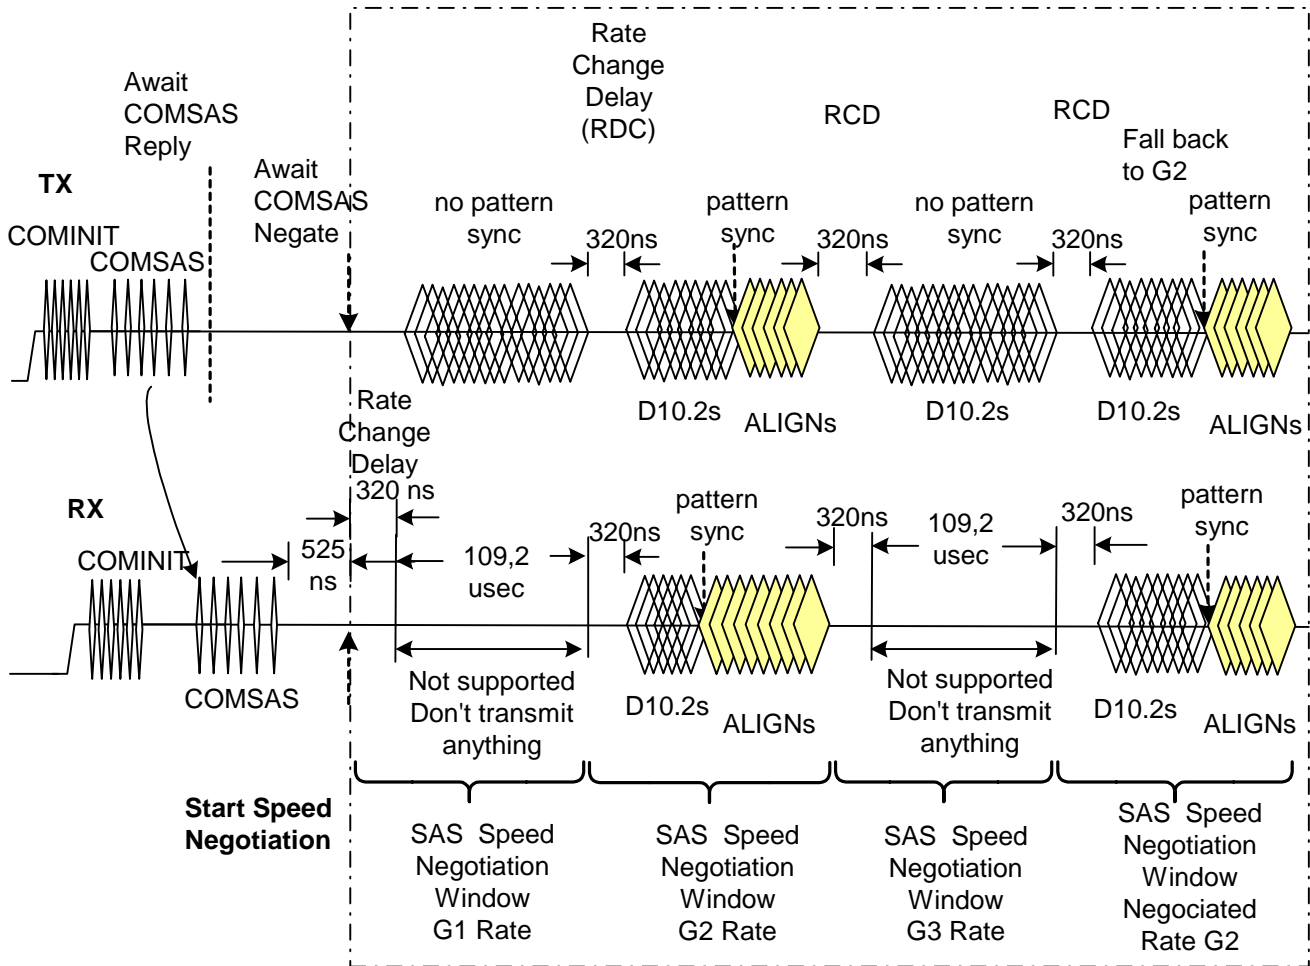 Rate
Change
Delay
(RDC)
Await
COMSAS
Reply
RCD
RCD
Fall back
to G2
TX
Await
COMSAS
Negate
no pattern
sync
pattern
sync
no pattern
sync
pattern
sync
COMINIT
COMSAS
320ns
320ns
320ns
D10.2s
ALIGNs
D10.2s
D10.2s
ALIGNs
Rate
Change
Delay
320 ns
RX
COMINIT
525
ns
109,2
usec
320ns
pattern
sync
320ns
109,2
usec
320ns
pattern
sync
COMSAS
Not supported
Don't transmit
anything
D10.2s
ALIGNs
Not supported
Don't transmit
anything
D10.2s
ALIGNs
Start Speed
Negotiation
SAS Speed
Negotiation
Window
G1 Rate
SAS Speed
Negotiation
Window
G2 Rate
SAS Speed
Negotiation
Window
G3 Rate
SAS Speed
Negotiation
Window
Negociated
Rate G2